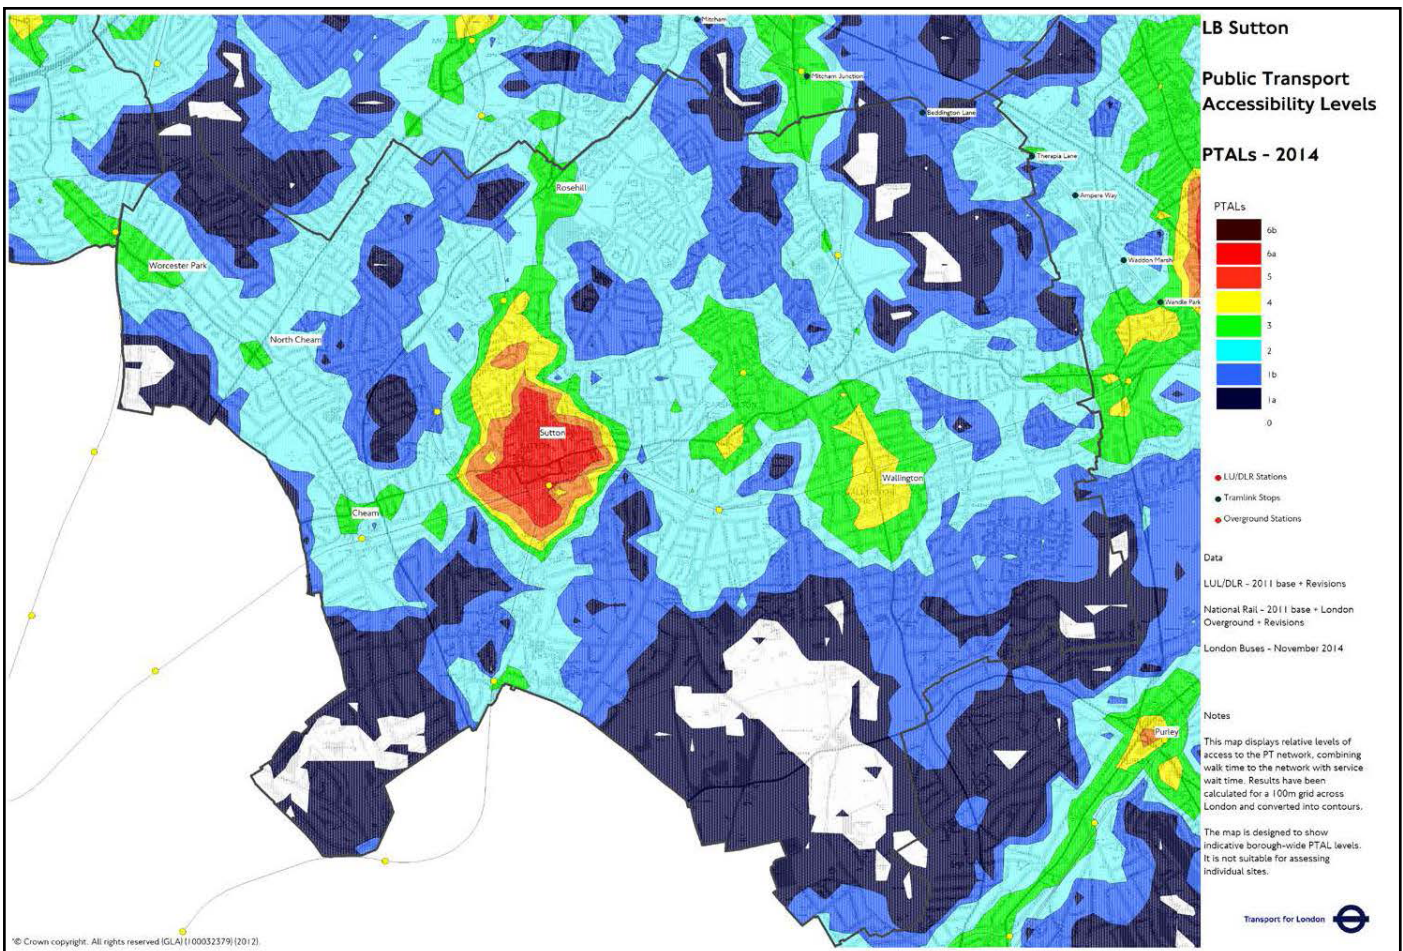 LB Sutton
Public Transport
Accessibility Levels
PTALs - 2014
PTALs
6b
6a
5
4
3
2
1b
1a
0
LU/DLR Stations
Tramlink Stops
Overground Stations
Data
LUL/DLR - 2011 base + Revisions
National Rail - 2011 base + London
Overground + Revisions
London Buses - November 2014
Notes
This map displays relative levels of
access to the PT network, combining
walk time to the network with service
wait time. Results have been
calculated for a 100m grid across
London and converted into contours.
The map is designed to show
indicative borough-wide PTAL levels.
It is not suitable for assessing
individual sites.
Transport for London
Mitcham
Mitcham Junction
Beddington Lane
Therapia Lane
Rosehill
Ampere Way
Worcester Park
Waddon Marsh
Wandle Park
North Cheam
Sutton
Wallington
Cheam
Purley
© Crown copyright. All rights reserved (GLA) (100032379) (2012).